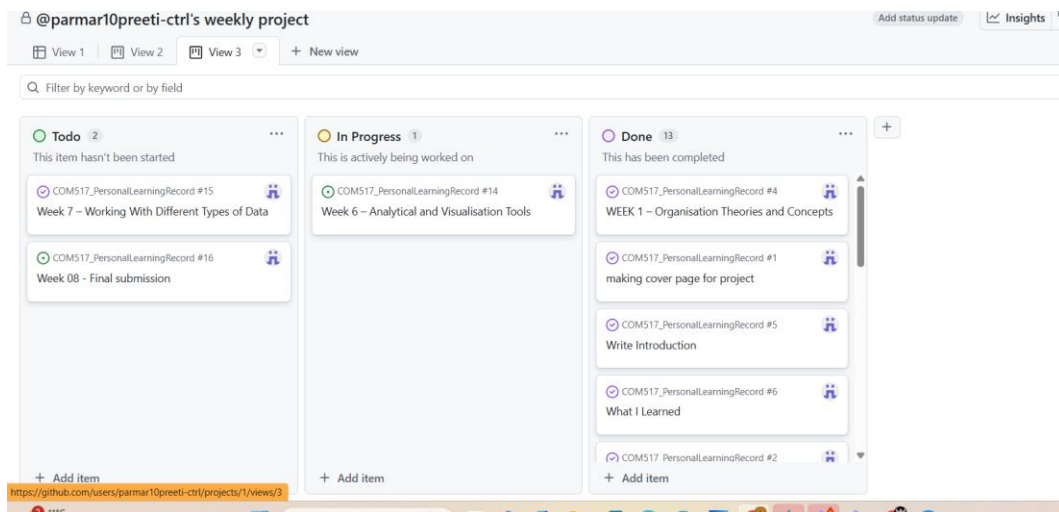 @parmar10preeti-ctrl's weekly project
Add status update
Insights
View 1
View 2
View 3
+ New view
Filter by keyword or by field
Todo 2
This item hasn't been started
COM517_PersonalLearningRecord #15
Week 7 – Working With Different Types of Data
COM517_PersonalLearningRecord #16
Week 08 - Final submission
+ Add item
In Progress 1
This is actively being worked on
COM517_PersonalLearningRecord #14
Week 6 – Analytical and Visualisation Tools
+ Add item
Done 13
This has been completed
COM517_PersonalLearningRecord #4
WEEK 1 – Organisation Theories and Concepts
COM517_PersonalLearningRecord #1
making cover page for project
COM517_PersonalLearningRecord #5
Write Introduction
COM517_PersonalLearningRecord #6
What I Learned
COM517_PersonalLearningRecord #2
+ Add item
https://github.com/users/parmar10preeti-ctrl/projects/1/views/3